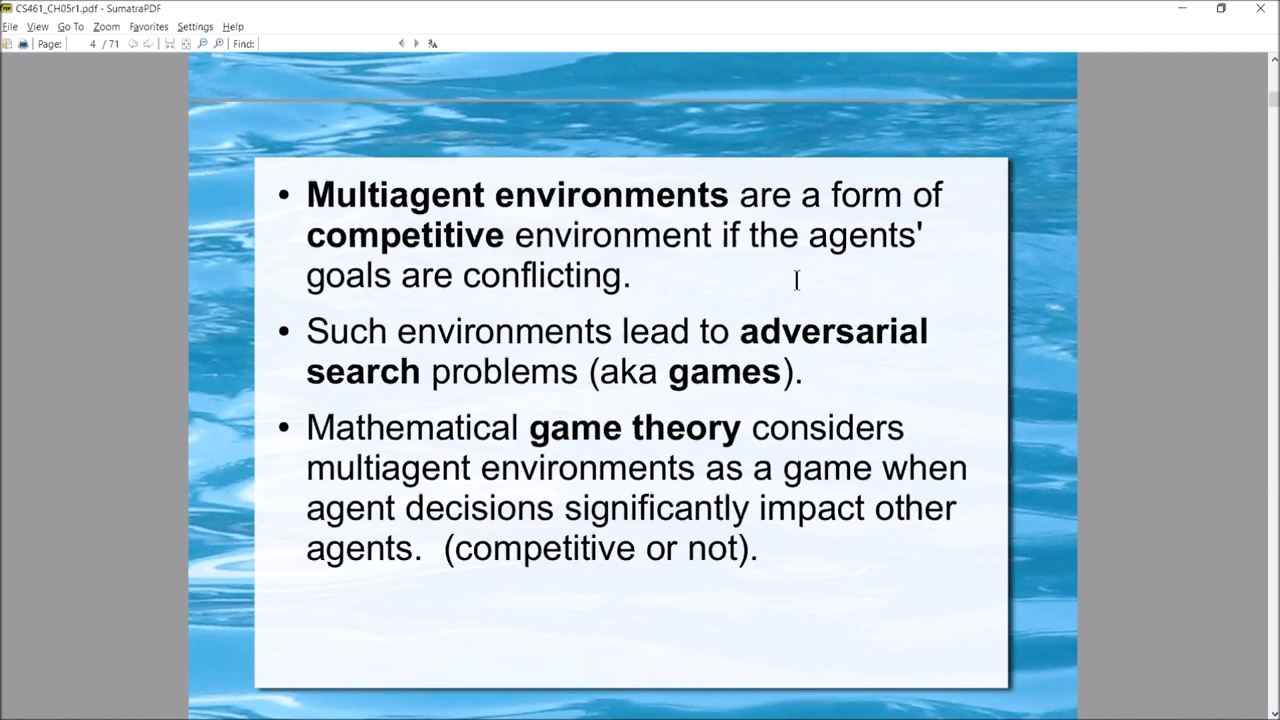 CS461_CH05r1.pdf - SumatraPDF
File View Go To Zoom Favorites Settings Help
Page: 4 / 71 Find:
• Multiagent environments are a form of
competitive environment if the agents'
goals are conflicting.
• Such environments lead to adversarial
search problems (aka games).
• Mathematical game theory considers
multiagent environments as a game when
agent decisions significantly impact other
agents. (competitive or not).